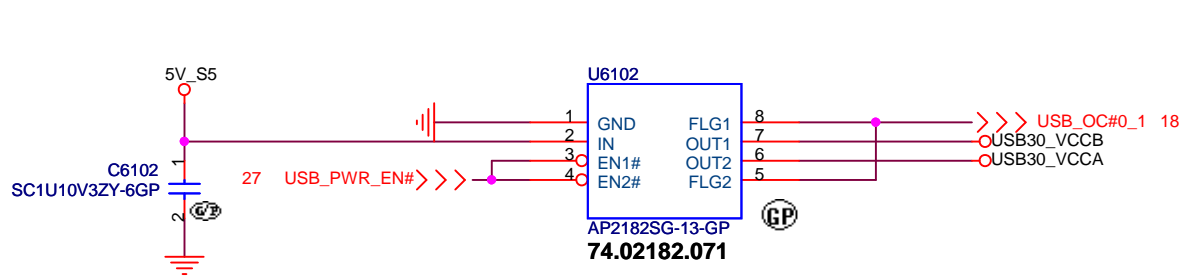 5V_S5
U6102
1
GND
2
IN
3
EN1#
4
EN2#
FLG1
8
OUT1
7
OUT2
6
FLG2
5
USB_OC#0_1 18
USB30_VCCB
USB30_VCCA
C6102
SC1U10V3ZY-6GP
1
2
G/P
27 USB_PWR_EN#
GP
AP2182SG-13-GP
74.02182.071